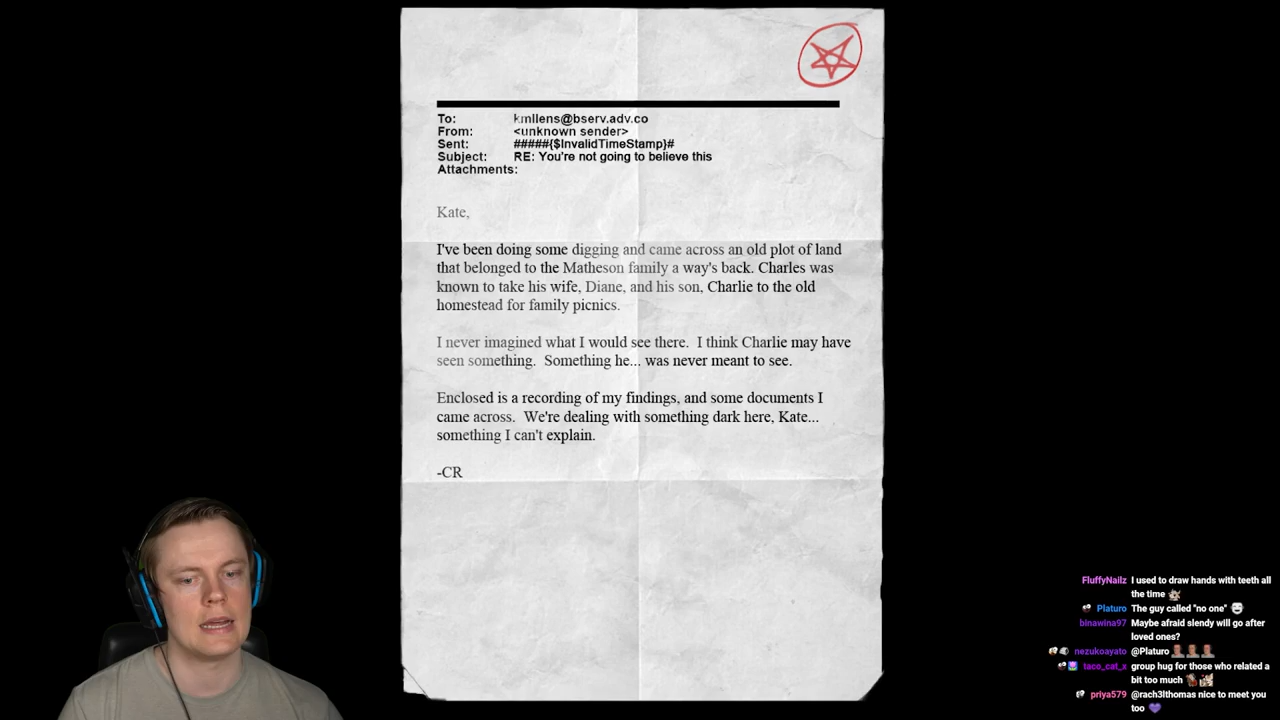 To: kmllens@bserv.adv.co
From: <unknown sender>
Sent: #####{$InvalidTimeStamp}#
Subject: RE: You're not going to believe this
Attachments:
Kate,
I've been doing some digging and came across an old plot of land
that belonged to the Matheson family a way's back. Charles was
known to take his wife, Diane, and his son, Charlie to the old
homestead for family picnics.
I never imagined what I would see there. I think Charlie may have
seen something. Something he... was never meant to see.
Enclosed is a recording of my findings, and some documents I
came across. We're dealing with something dark here, Kate...
something I can't explain.
-CR
FluffyNailz I used to draw hands with teeth all
the time
Platuro The guy called "no one"
binawina97 Maybe afraid slendy will go after
loved ones?
nezukoayato @Platuro
taco_cat_x group hug for those who related a
bit too much
priya579 @rach3lthomas nice to meet you
too